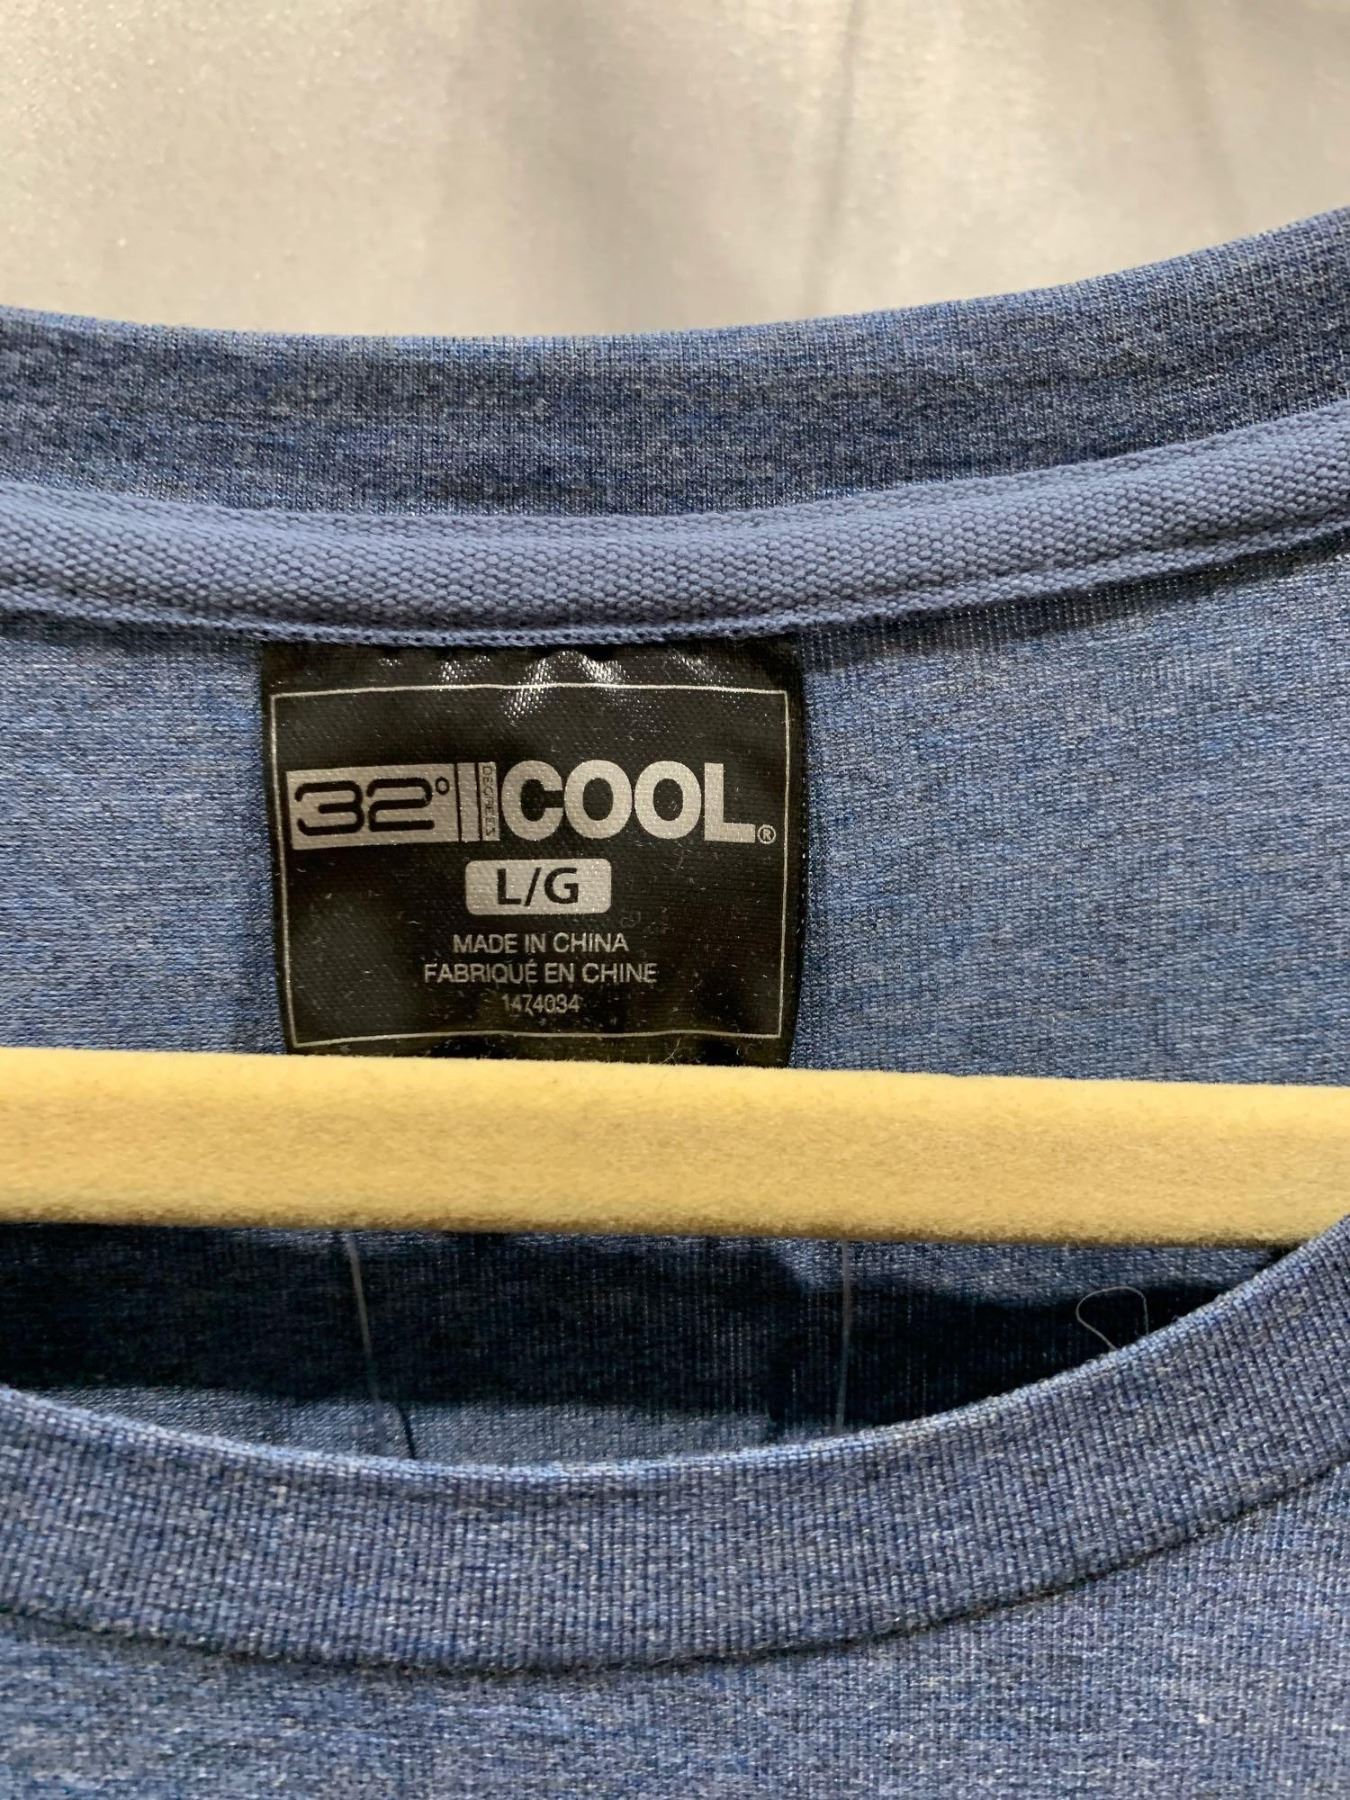 32° DEGREES COOL®
L/G
MADE IN CHINA
FABRIQUÉ EN CHINE
1474034